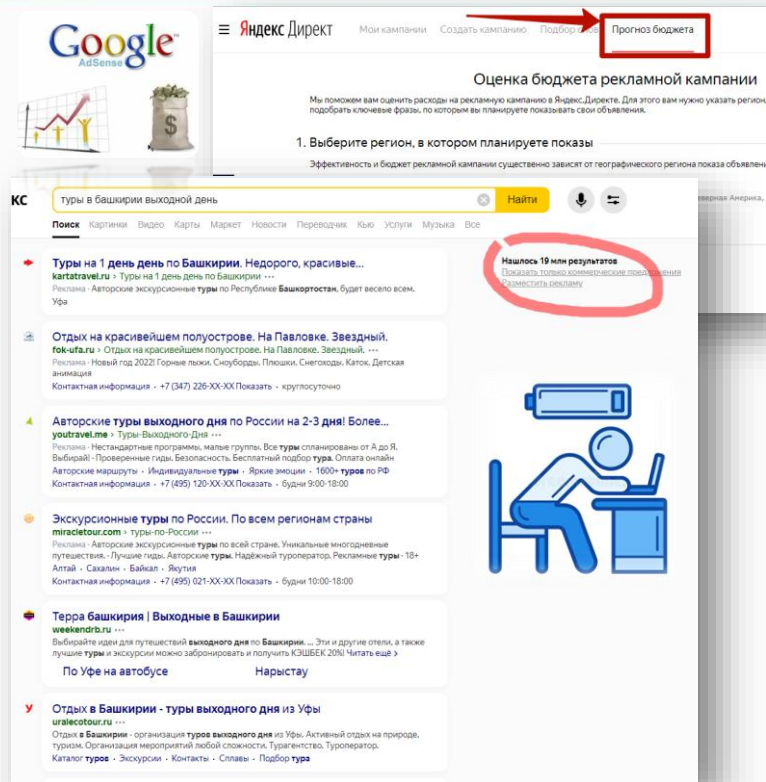 Google
AdSense
$
≡ Яндекс Директ Мои кампании Создать кампанию Подбор слов Прогноз бюджета
Оценка бюджета рекламной кампании
Мы поможем вам оценить расходы на рекламную кампанию в Яндекс.Директе. Для этого вам нужно указать регион,
подобрать ключевые фразы, по которым вы планируете показывать свои объявления.
1. Выберите регион, в котором планируете показы
Эффективность и бюджет рекламной кампании существенно зависят от географического региона показа объявлени
верная Америка,
КС туры в башкирии выходной день Найти
Поиск Картинки Видео Карты Маркет Новости Переводчик Кью Услуги Музыка Все
Туры на 1 день день по Башкирии. Недорого, красивые...
kartatravel.ru › Туры на 1 день день по Башкирии ···
Реклама · Авторские экскурсионные туры по Республике Башкортостан, будет весело всем.
Уфа
Нашлось 19 млн результатов
Показать только коммерческие предложения
Разместить рекламу
Отдых на красивейшем полуострове. На Павловке. Звездный.
fok-ufa.ru › Отдых на красивейшем полуострове. На Павловке. Звездный. ···
Реклама · Новый год 2022! Горные лыжи. Сноуборды. Плюшки. Снегоходы. Каток. Детская
анимация
Контактная информация · +7 (347) 226-XX-XX Показать · круглосуточно
Авторские туры выходного дня по России на 2-3 дня! Более...
youtravel.me › Туры-Выходного-Дня ···
Реклама · Нестандартные программы, малые группы. Все туры спланированы от А до Я.
Выбирай! · Проверенные гиды. Безопасность. Бесплатный подбор тура. Оплата онлайн
Авторские маршруты · Индивидуальные туры · Яркие эмоции · 1600+ туров по РФ
Контактная информация · +7 (495) 120-XX-XX Показать · будни 9:00-18:00
Экскурсионные туры по России. По всем регионам страны
miracletour.com › туры-по-России ···
Реклама · Авторские экскурсионные туры по всей стране. Уникальные многодневные
путешествия. · Лучшие гиды. Авторские туры. Надёжный туроператор. Рекламные туры · 18+
Алтай · Сахалин · Байкал · Якутия
Контактная информация · +7 (495) 021-XX-XX Показать · будни 10:00-18:00
Терра башкирия | Выходные в Башкирии
weekendrb.ru ···
Выбирайте идеи для путешествий выходного дня по Башкирии. ... Эти и другие отели, а также
лучшие туры и экскурсии можно забронировать и получить КЭШБЕК 20%! Читать ещё ›
По Уфе на автобусе Нарыстау
Отдых в Башкирии - туры выходного дня из Уфы
uralecotour.ru ···
Отдых в Башкирии - организация туров выходного дня из Уфы. Активный отдых на природе,
туризм. Организация мероприятий любой сложности. Турагентство. Туроператор.
Каталог туров · Экскурсии · Контакты · Сплавы · Подбор тура